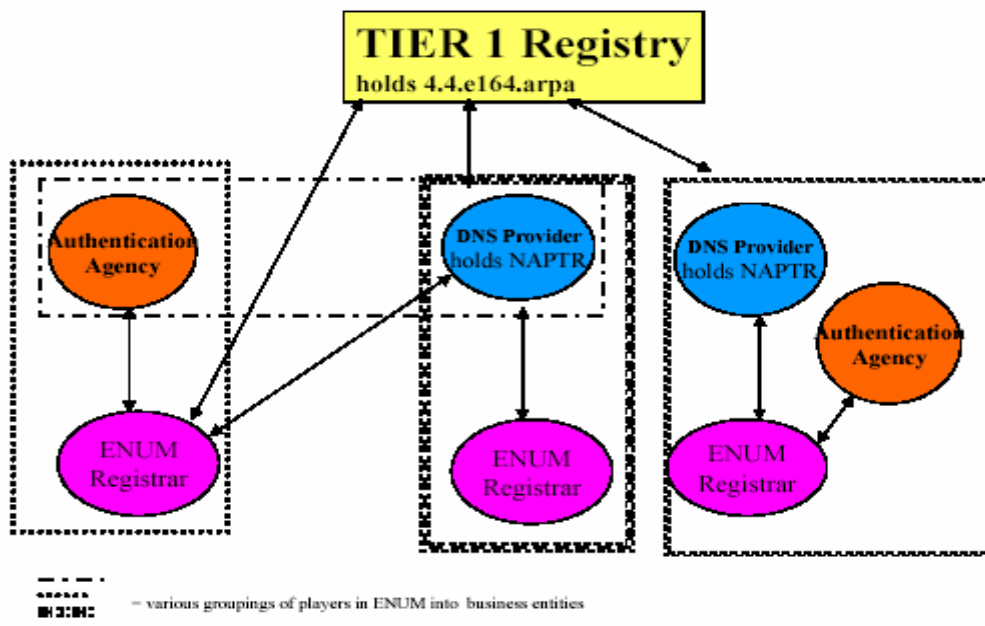 TIER 1 Registry
holds 4.4.e164.arpa
Authentication
Agency
DNS Provider
holds NAPTR
DNS Provider
holds NAPTR
Authentication
Agency
ENUM
Registrar
ENUM
Registrar
ENUM
Registrar
= various groupings of players in ENUM into business entities